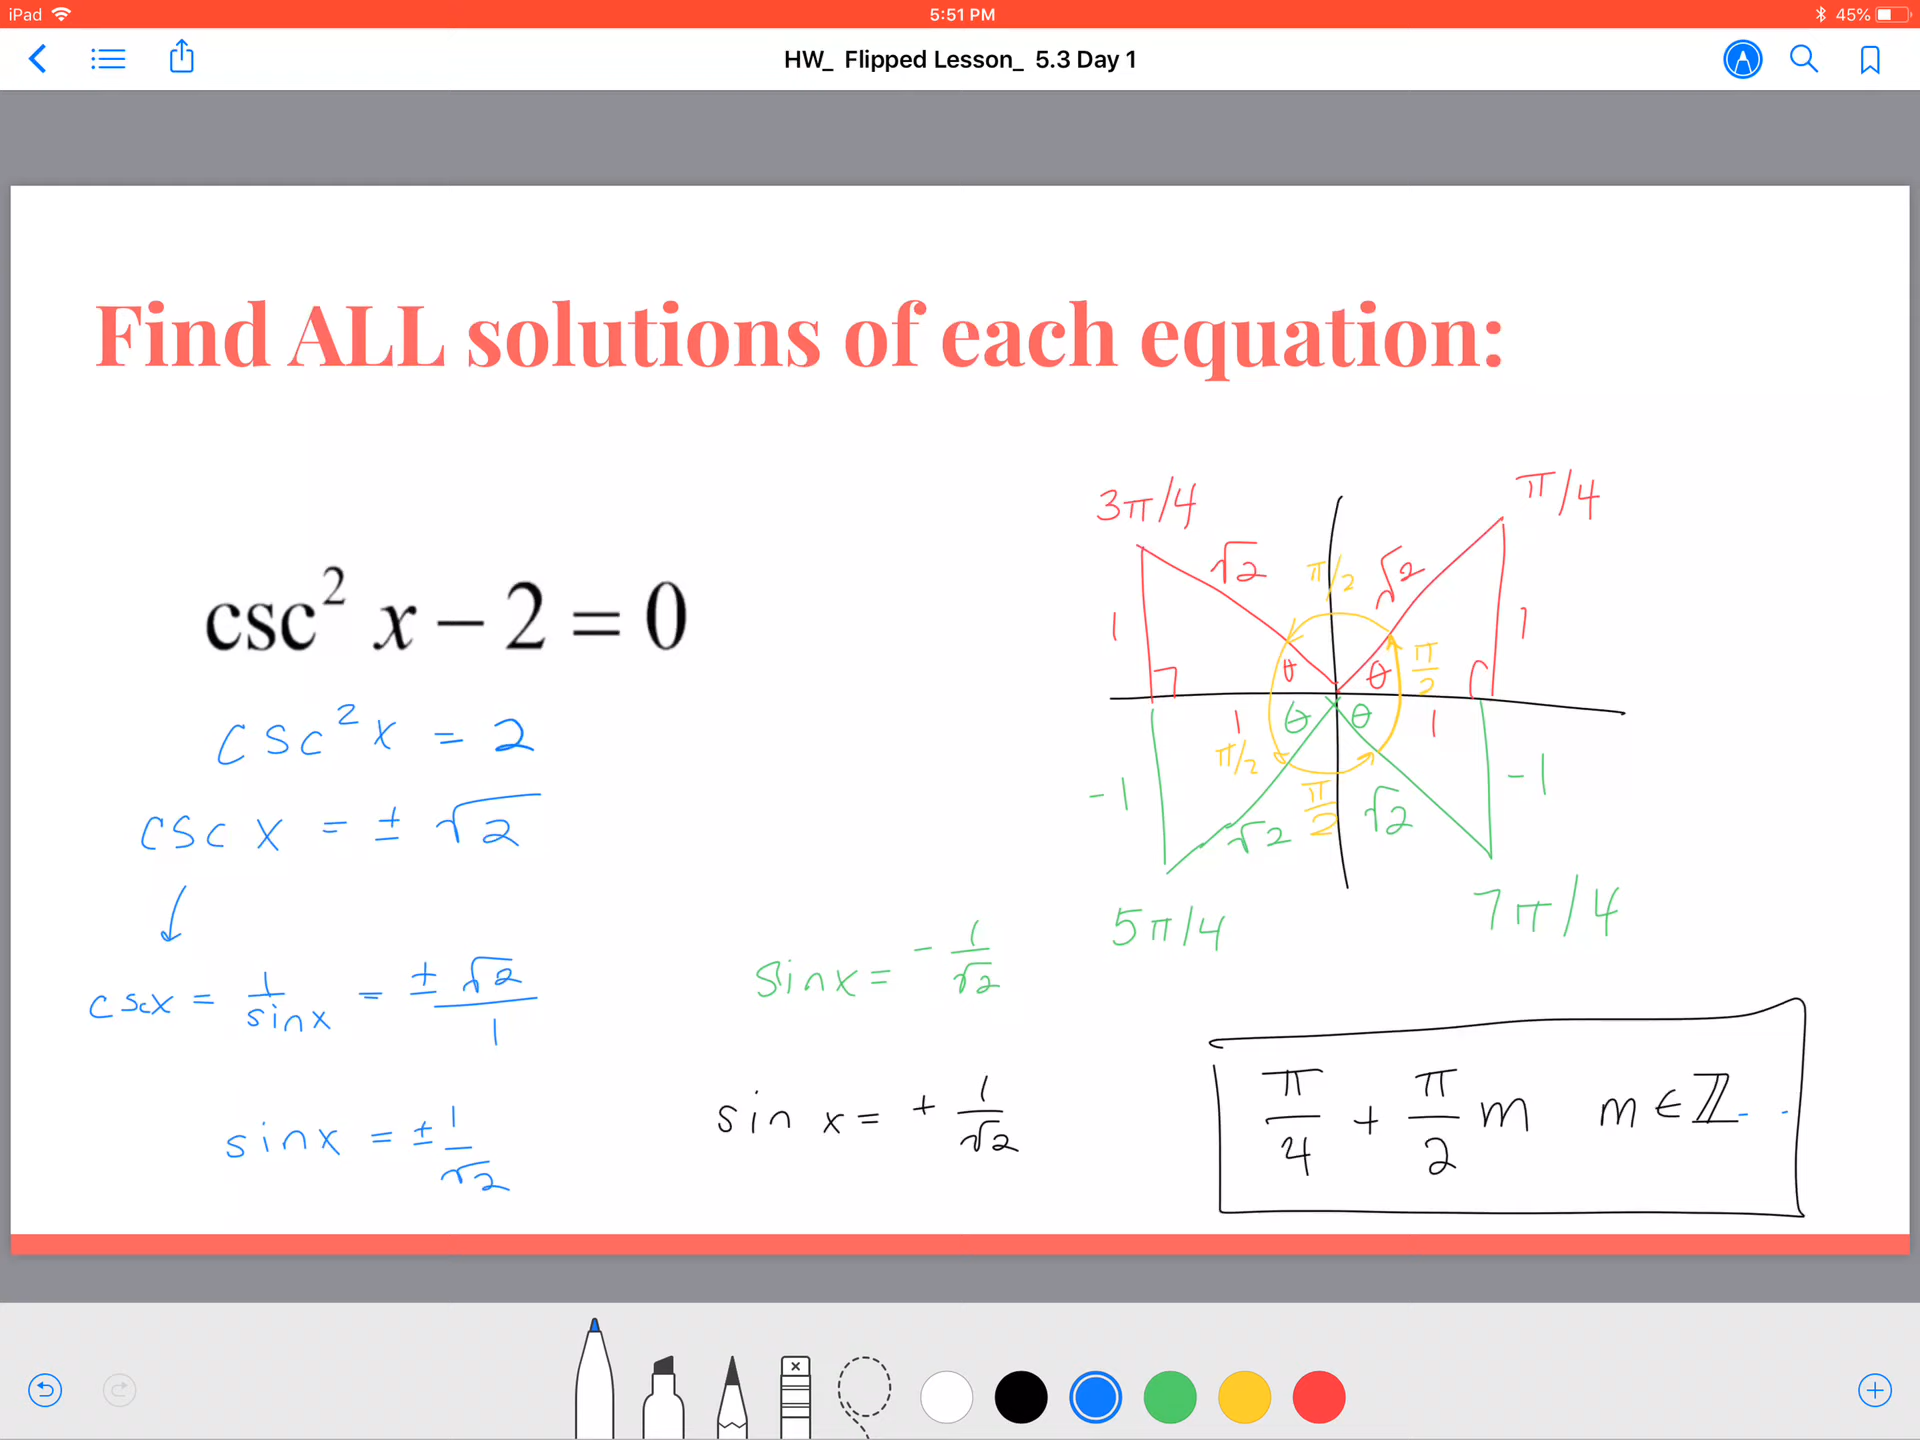 iPad 5:51 PM 45%
HW_ Flipped Lesson_ 5.3 Day 1
Find ALL solutions of each equation:
csc² x − 2 = 0
csc² x = 2
csc x = ± √2
csc x = 1/sin x = ± √2/1
sin x = ± 1/√2
sin x = - 1/√2
sin x = + 1/√2
3π/4
π/4
√2
π/2
√2
1
1
θ
θ
π/2
1
θ
θ
1
π/2
-1
-1
√2
π/2
√2
5π/4
7π/4
π/4 + π/2 m m ∈ ℤ